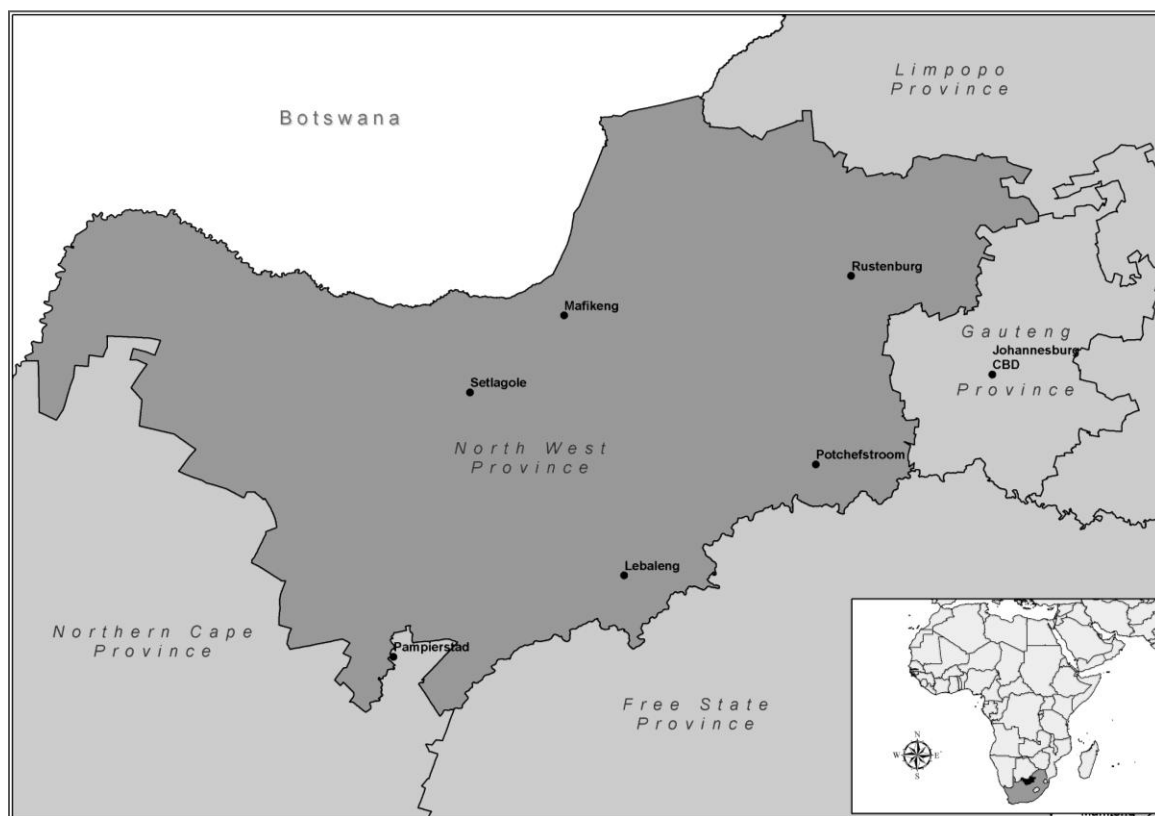 Limpopo
Province
Botswana
Rustenburg
Mafikeng
Gauteng
Johannesburg
CBD
Province
Setlagole
North West
Province
Potchefstroom
Lebaleng
Northern Cape
Province
Pampierstad
Free State
Province
N
W
E
S